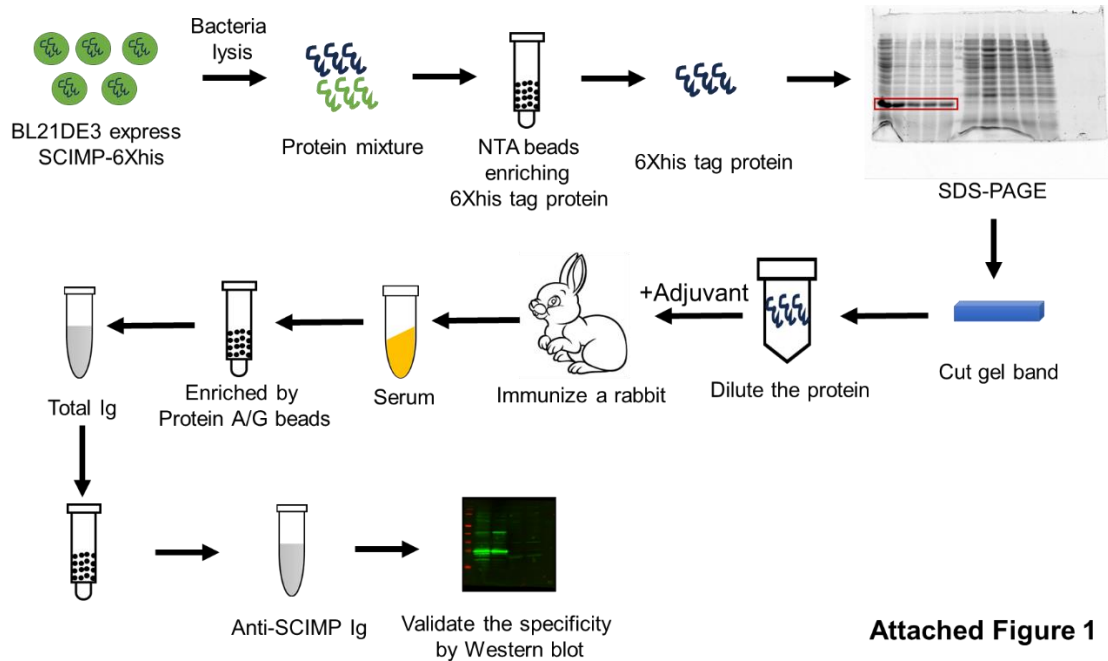 Bacteria
lysis
BL21DE3 express
SCIMP-6Xhis
Protein mixture
NTA beads
enriching
6Xhis tag protein
6Xhis tag protein
SDS-PAGE
Cut gel band
Dilute the protein
+Adjuvant
Immunize a rabbit
Serum
Enriched by
Protein A/G beads
Total Ig
Anti-SCIMP Ig
Validate the specificity
by Western blot
Attached Figure 1